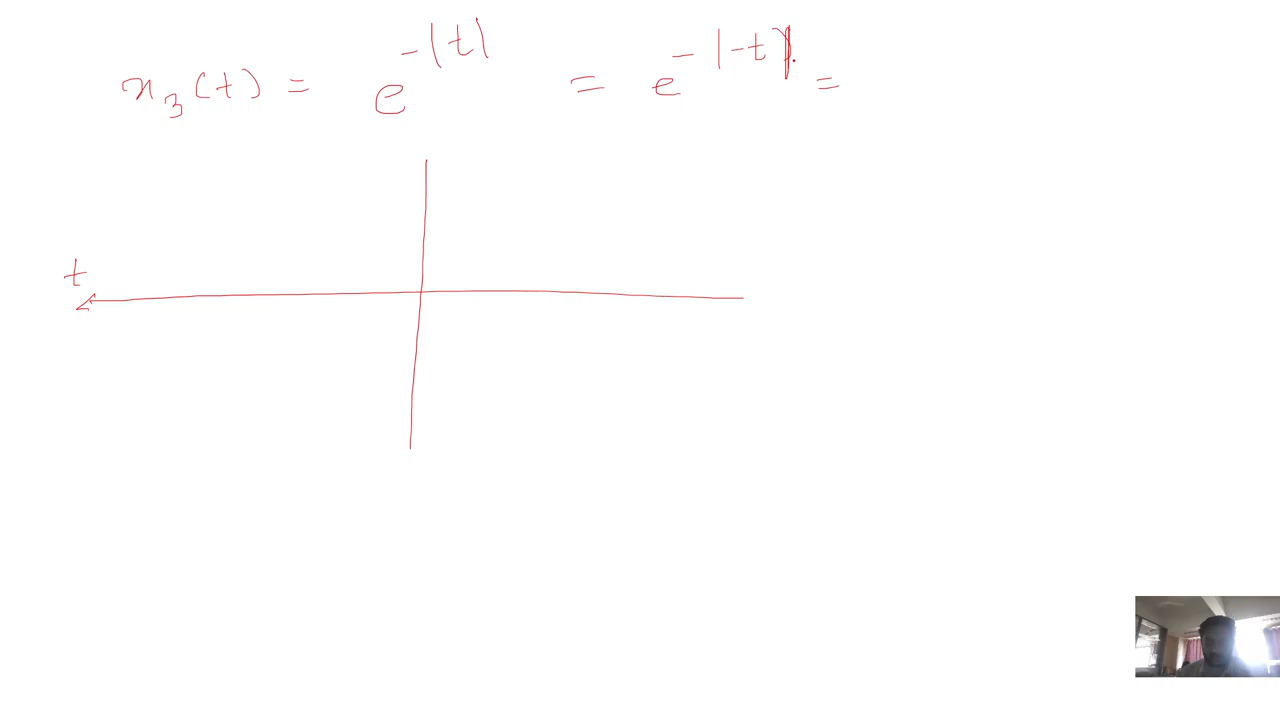 x₃(t) = e^{-|t|} = e^{-|-t|} =
t